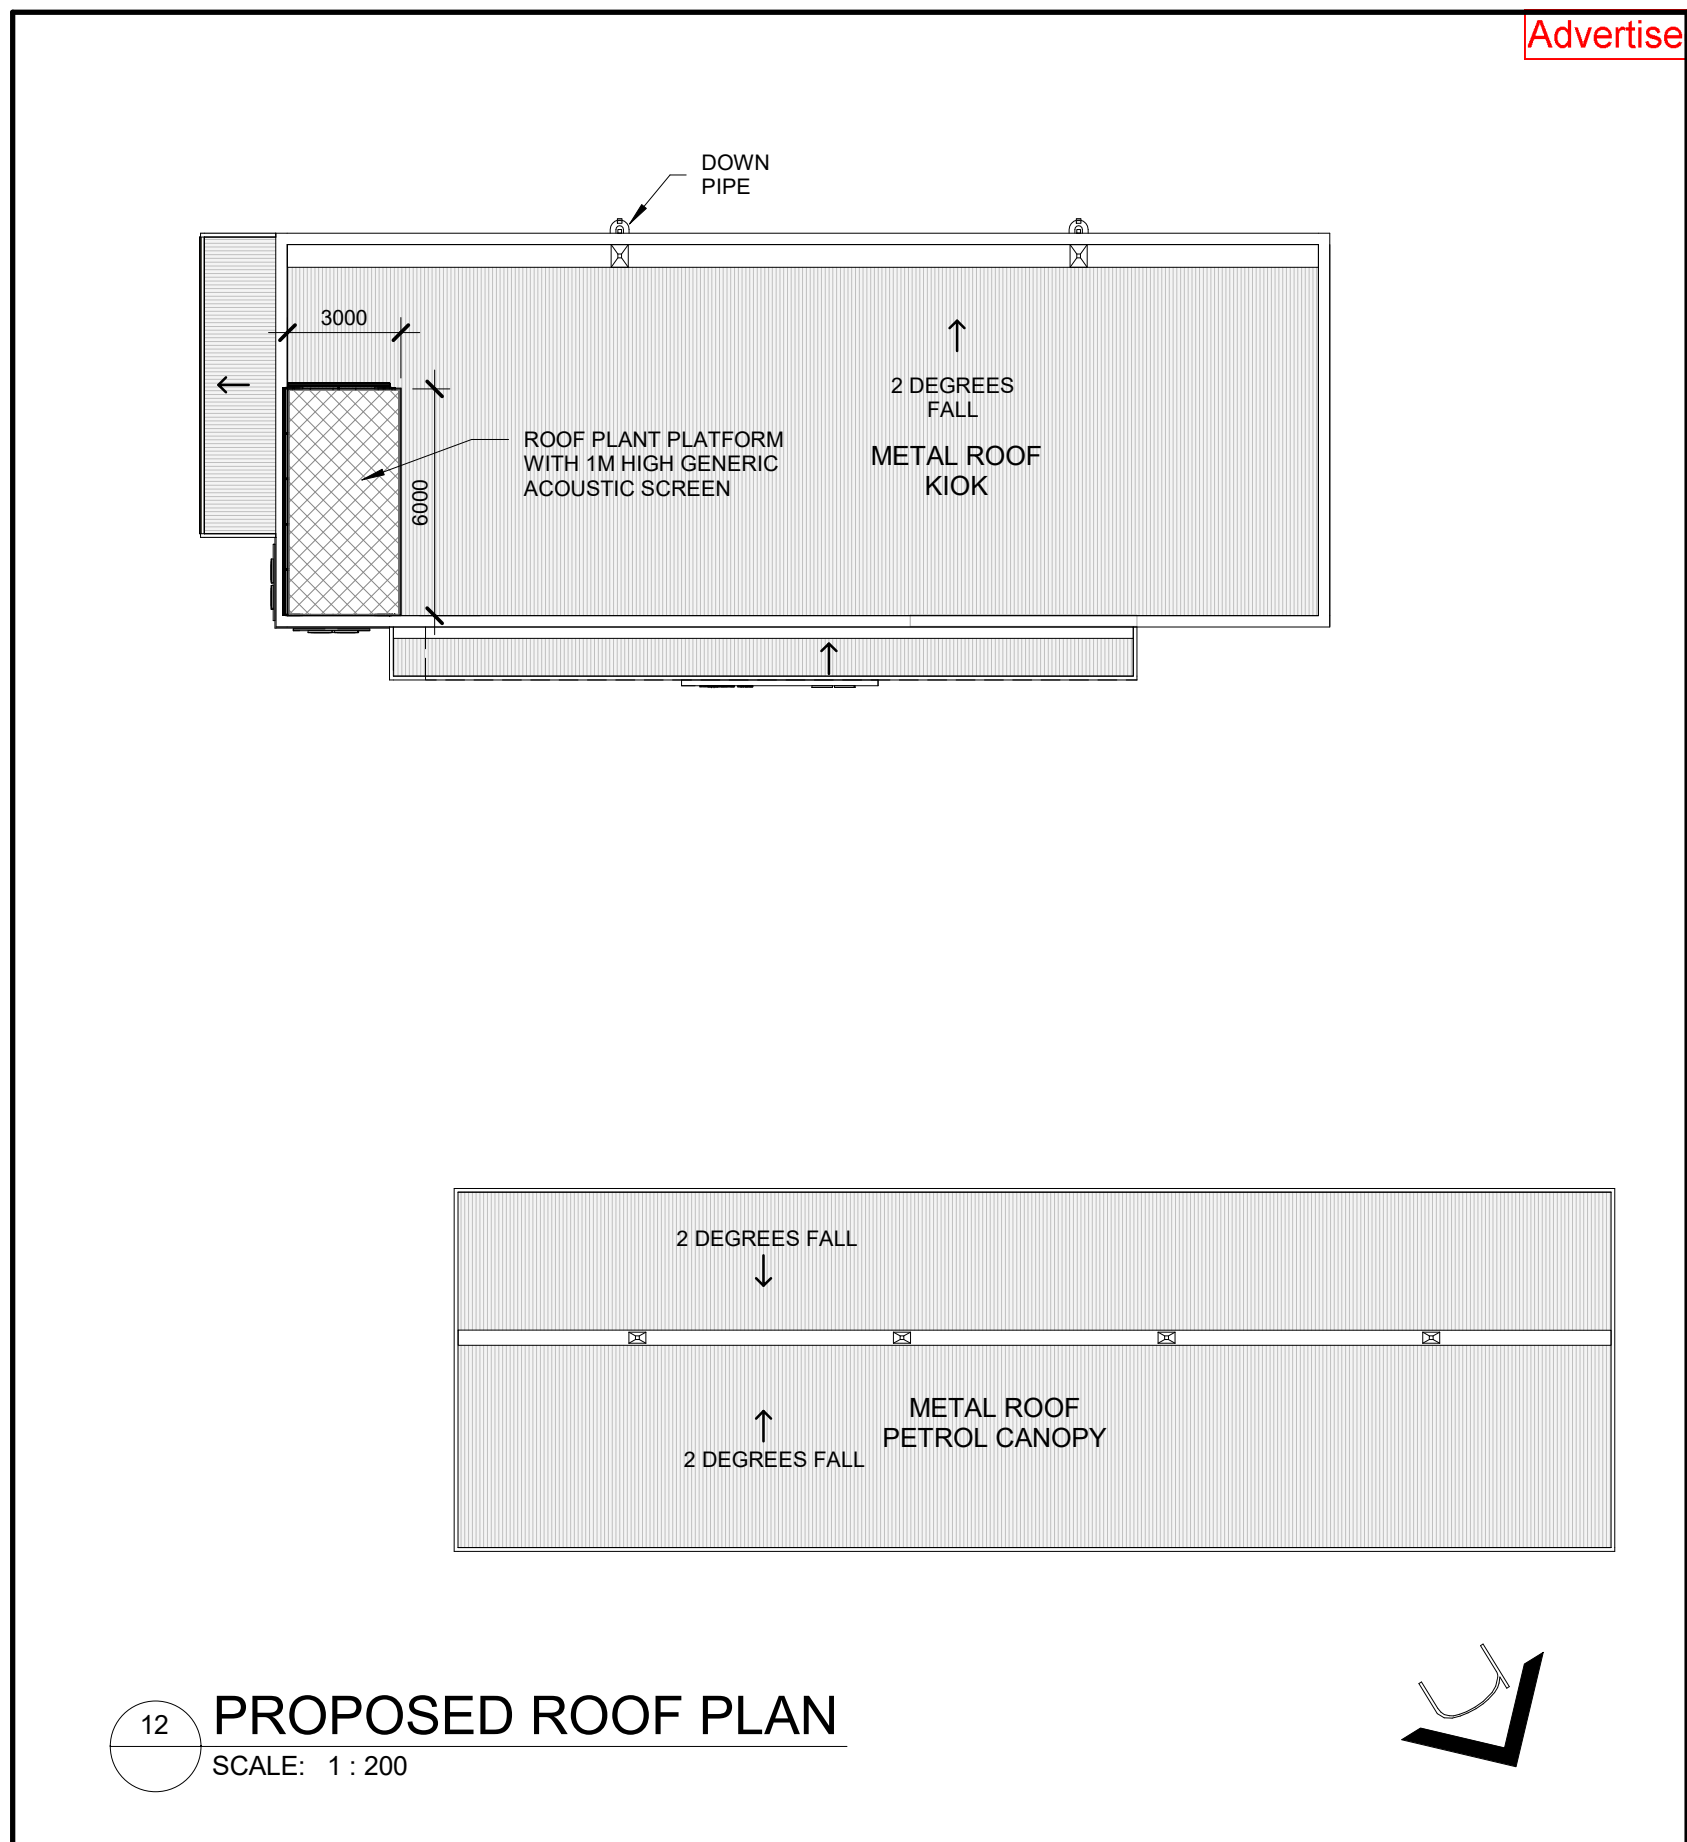 Advertise
DOWN
PIPE
3000
2 DEGREES
FALL
ROOF PLANT PLATFORM
WITH 1M HIGH GENERIC
ACOUSTIC SCREEN
6000
METAL ROOF
KIOK
2 DEGREES FALL
METAL ROOF
PETROL CANOPY
2 DEGREES FALL
12
PROPOSED ROOF PLAN
SCALE: 1 : 200